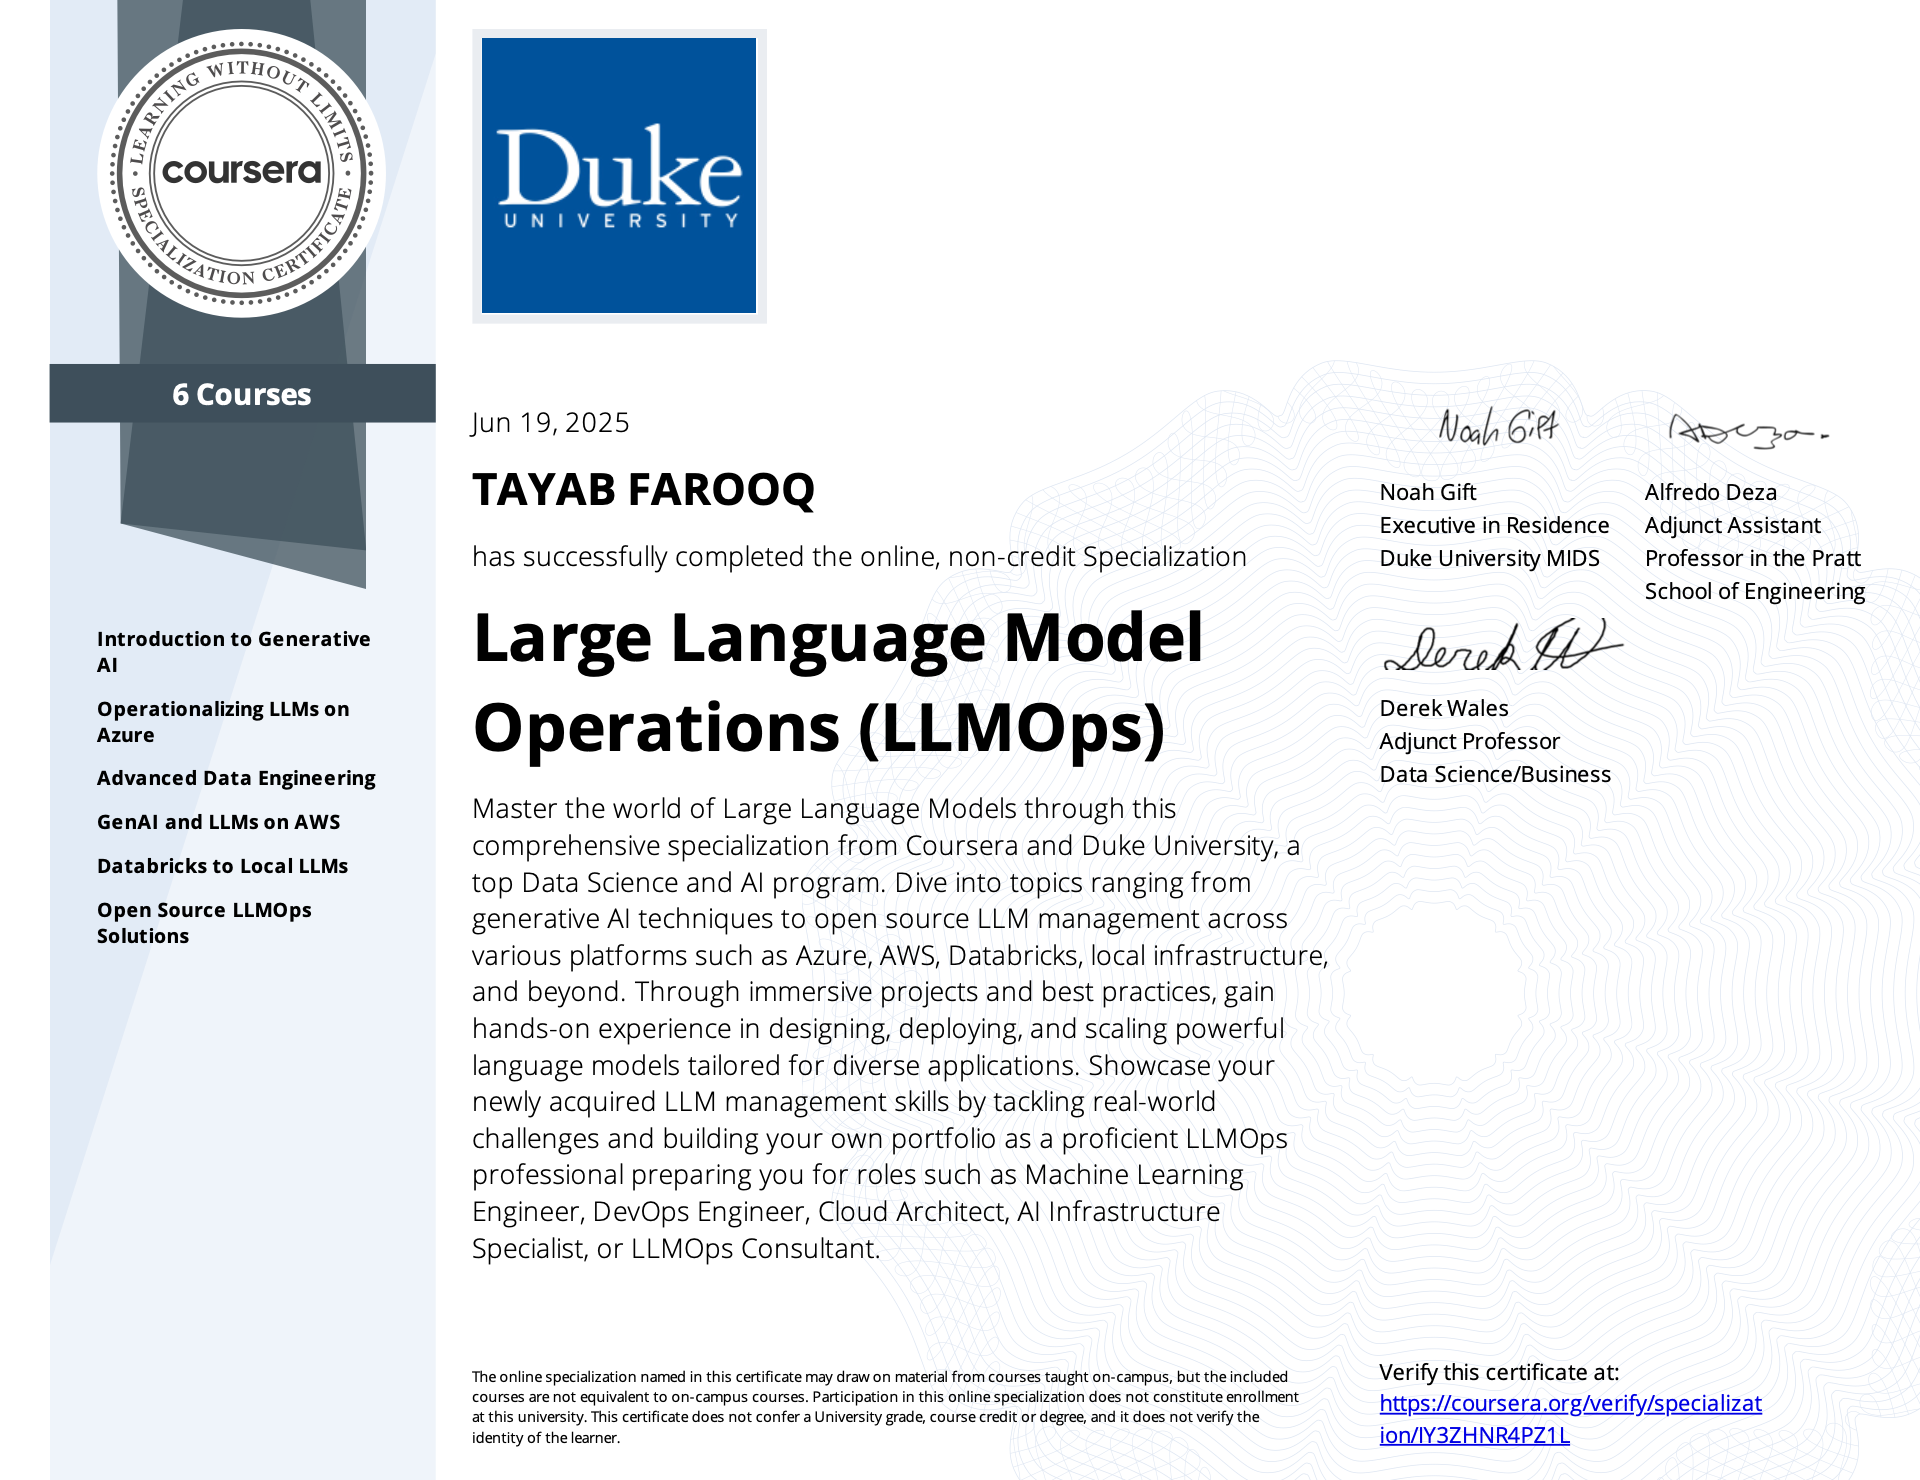 LEARNING WITHOUT LIMITS
coursera
SPECIALIZATION CERTIFICATE
6 Courses
Introduction to Generative
AI
Operationalizing LLMs on
Azure
Advanced Data Engineering
GenAI and LLMs on AWS
Databricks to Local LLMs
Open Source LLMOps
Solutions
Duke
UNIVERSITY
Jun 19, 2025
TAYAB FAROOQ
has successfully completed the online, non-credit Specialization
Large Language Model
Operations (LLMOps)
Master the world of Large Language Models through this
comprehensive specialization from Coursera and Duke University, a
top Data Science and AI program. Dive into topics ranging from
generative AI techniques to open source LLM management across
various platforms such as Azure, AWS, Databricks, local infrastructure,
and beyond. Through immersive projects and best practices, gain
hands-on experience in designing, deploying, and scaling powerful
language models tailored for diverse applications. Showcase your
newly acquired LLM management skills by tackling real-world
challenges and building your own portfolio as a proficient LLMOps
professional preparing you for roles such as Machine Learning
Engineer, DevOps Engineer, Cloud Architect, AI Infrastructure
Specialist, or LLMOps Consultant.
The online specialization named in this certificate may draw on material from courses taught on-campus, but the included
courses are not equivalent to on-campus courses. Participation in this online specialization does not constitute enrollment
at this university. This certificate does not confer a University grade, course credit or degree, and it does not verify the
identity of the learner.
Noah Gift
Noah Gift
Executive in Residence
Duke University MIDS
Alfredo Deza
Adjunct Assistant
Professor in the Pratt
School of Engineering
Derek
Derek Wales
Adjunct Professor
Data Science/Business
Verify this certificate at:
https://coursera.org/verify/specializat
ion/IY3ZHNR4PZ1L